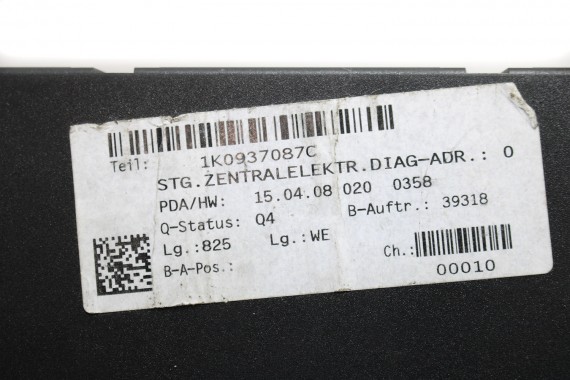 Teil: 1K0937087C
STG.ZENTRALELEKTR.DIAG-ADR.: 0
PDA/HW: 15.04.08 020 0358
Q-Status: Q4 B-Auftr.: 39318
Lg.:825 Lg.:WE Ch.:
B-A-Pos.: 00010